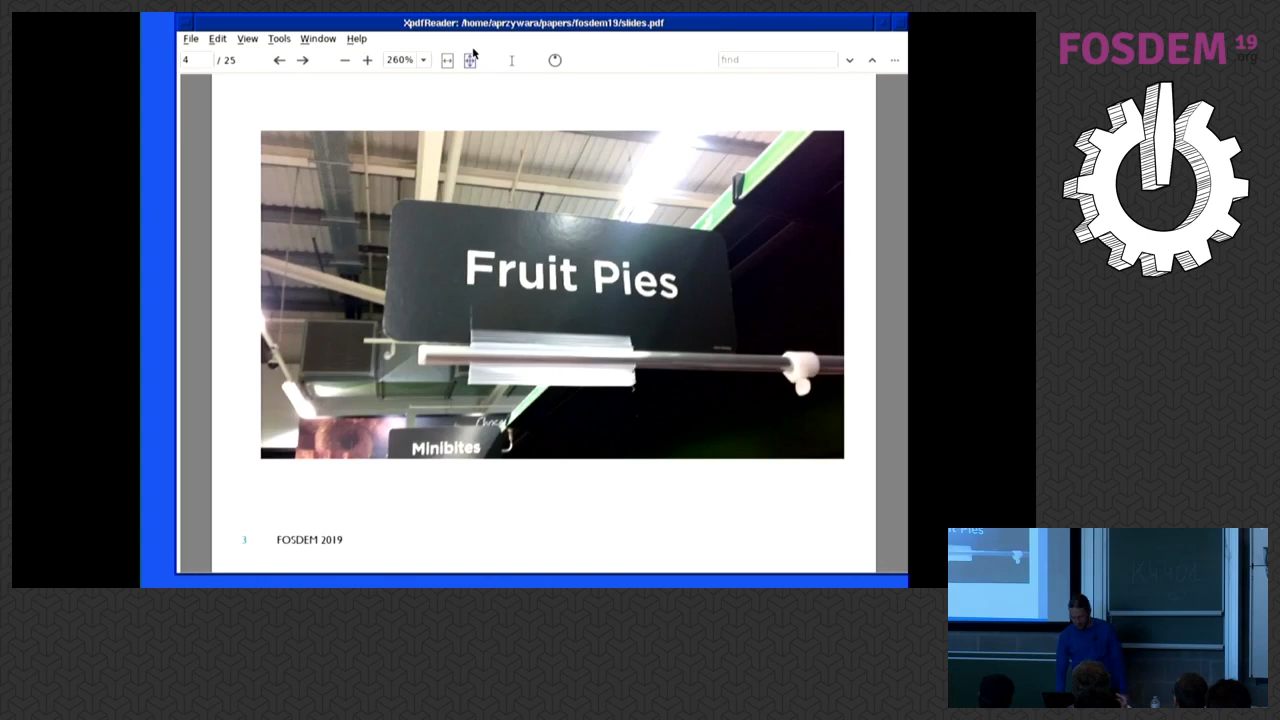 XpdfReader: /home/aprzywara/papers/fosdem19/slides.pdf
File Edit View Tools Window Help
4 / 25 260% find
FOSDEM 19
.org
Fruit Pies
Minibites
3 FOSDEM 2019